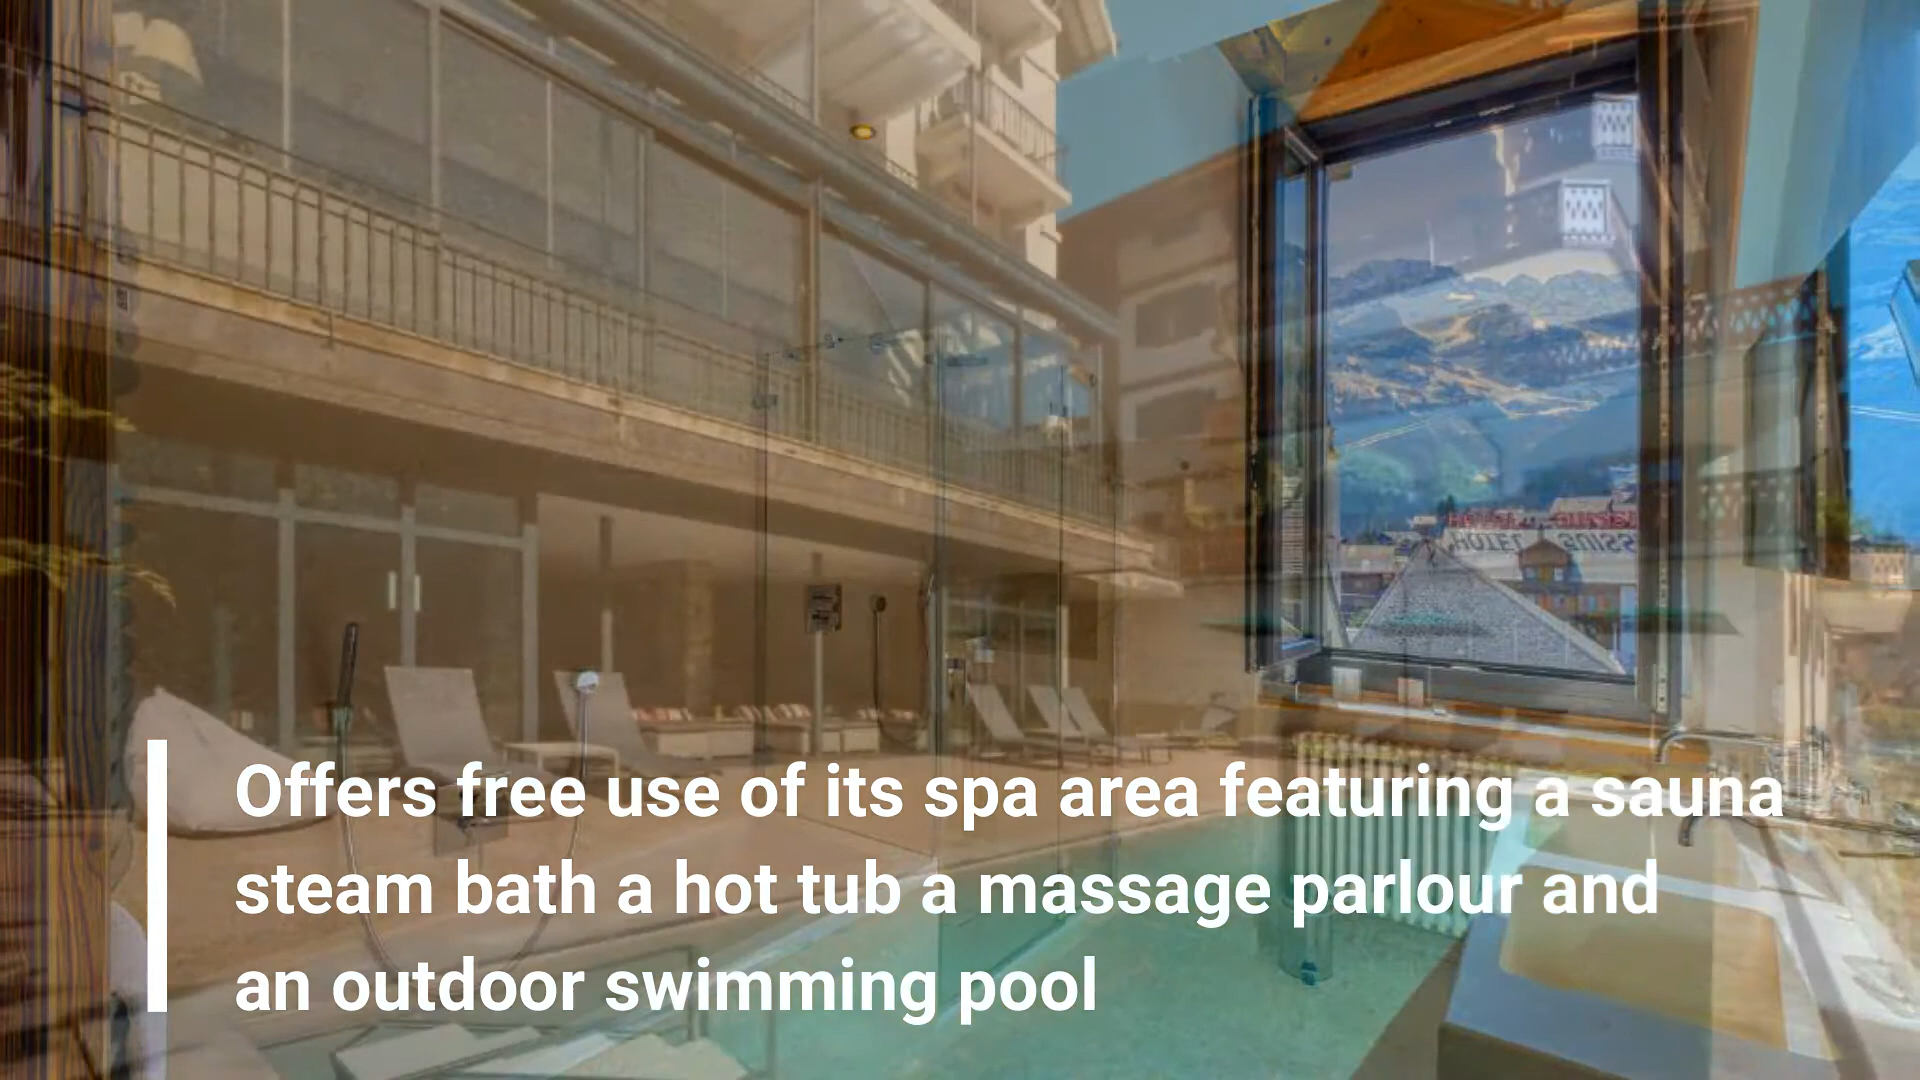 HOTEL
Offers free use of its spa area featuring a sauna
steam bath a hot tub a massage parlour and
an outdoor swimming pool